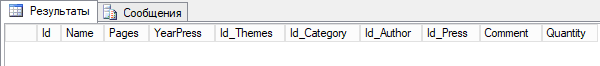 Результаты Сообщения
Id Name Pages YearPress Id_Themes Id_Category Id_Author Id_Press Comment Quantity